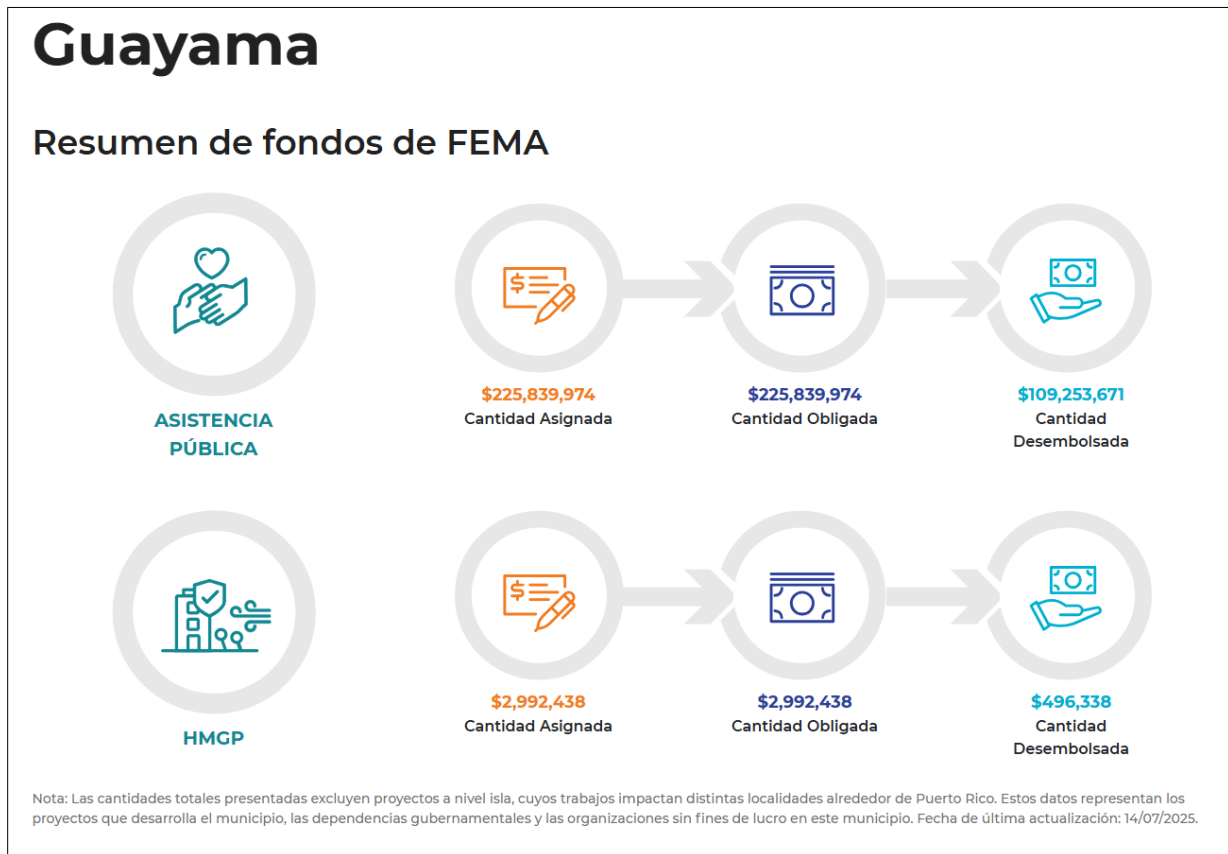 Guayama
Resumen de fondos de FEMA
ASISTENCIA
PÚBLICA
$225,839,974
Cantidad Asignada
$225,839,974
Cantidad Obligada
$109,253,671
Cantidad
Desembolsada
HMGP
$2,992,438
Cantidad Asignada
$2,992,438
Cantidad Obligada
$496,338
Cantidad
Desembolsada
Nota: Las cantidades totales presentadas excluyen proyectos a nivel isla, cuyos trabajos impactan distintas localidades alrededor de Puerto Rico. Estos datos representan los
proyectos que desarrolla el municipio, las dependencias gubernamentales y las organizaciones sin fines de lucro en este municipio. Fecha de última actualización: 14/07/2025.